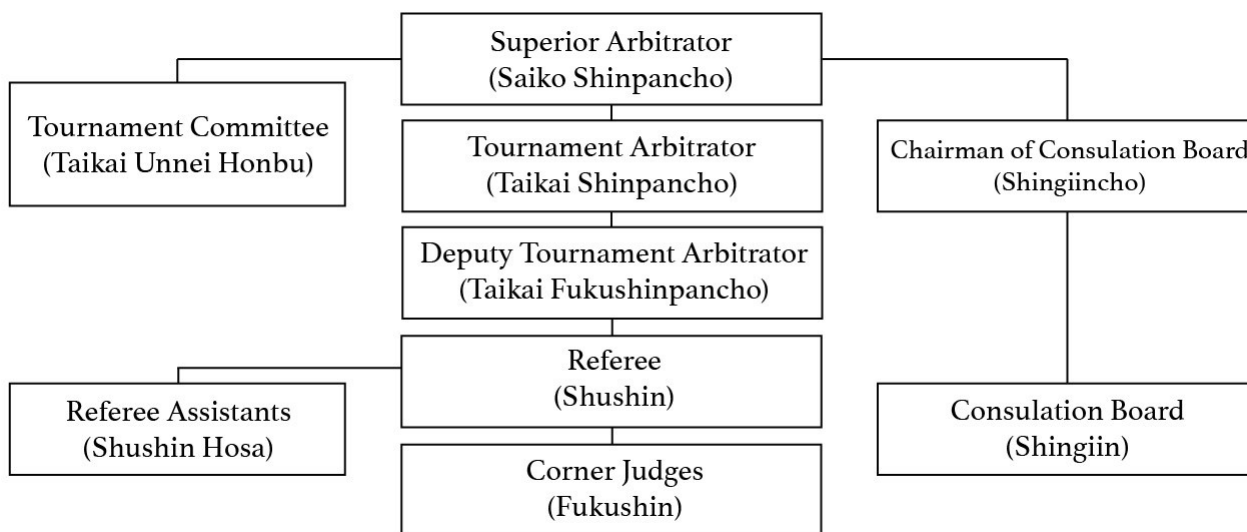 Superior Arbitrator
(Saiko Shinpancho)
Tournament Committee
(Taikai Unnei Honbu)
Tournament Arbitrator
(Taikai Shinpancho)
Chairman of Consulation Board
(Shingiincho)
Deputy Tournament Arbitrator
(Taikai Fukushinpancho)
Referee
(Shushin)
Referee Assistants
(Shushin Hosa)
Consulation Board
(Shingiin)
Corner Judges
(Fukushin)